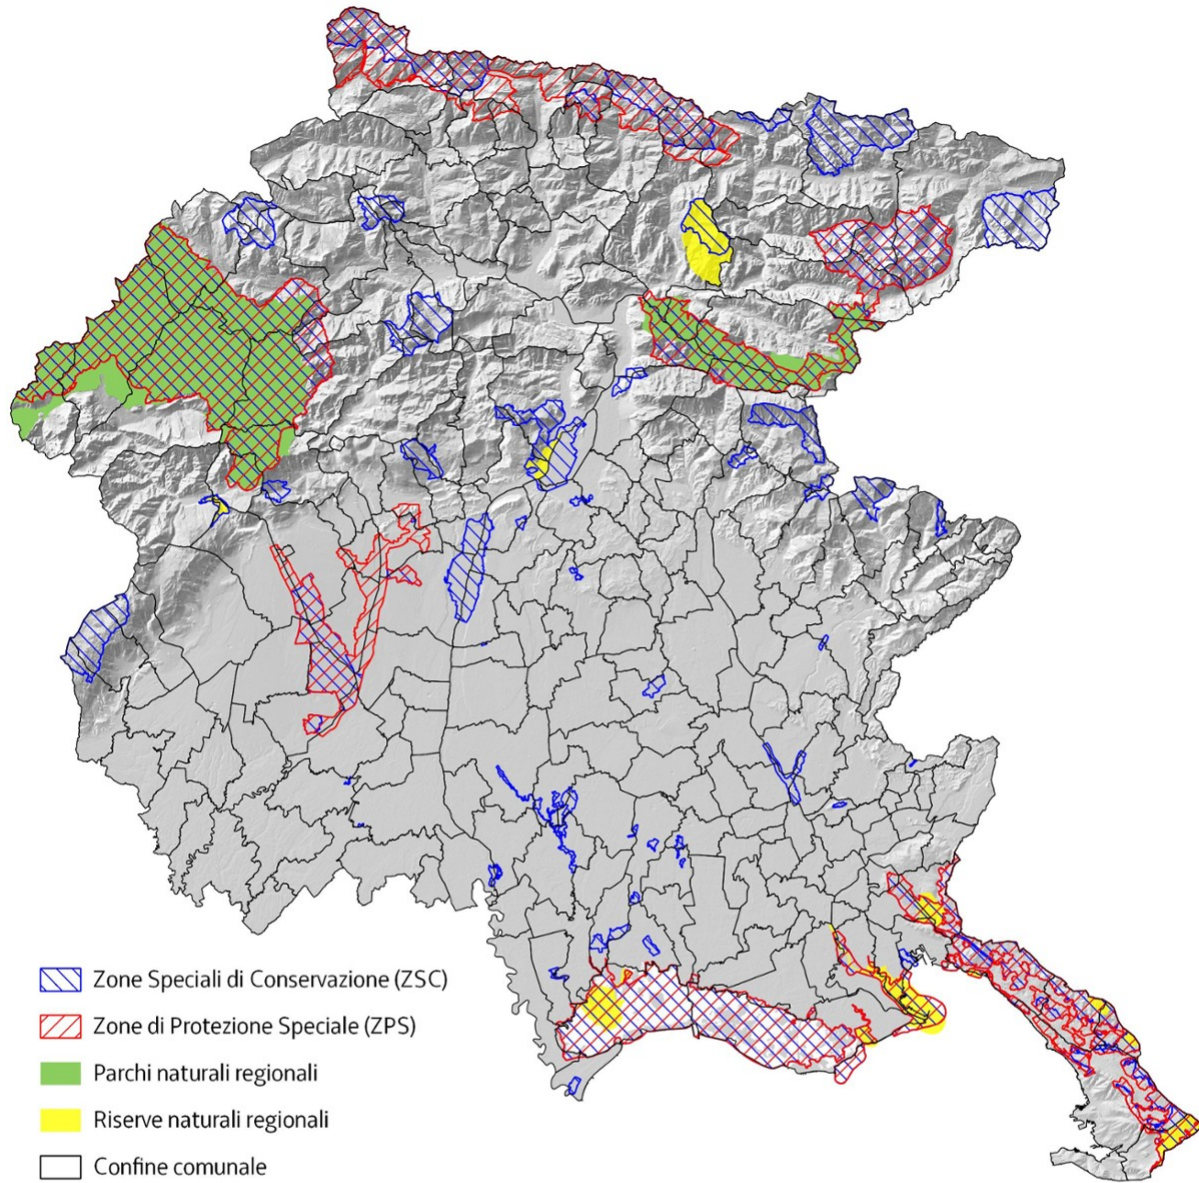 Zone Speciali di Conservazione (ZSC)
Zone di Protezione Speciale (ZPS)
Parchi naturali regionali
Riserve naturali regionali
Confine comunale